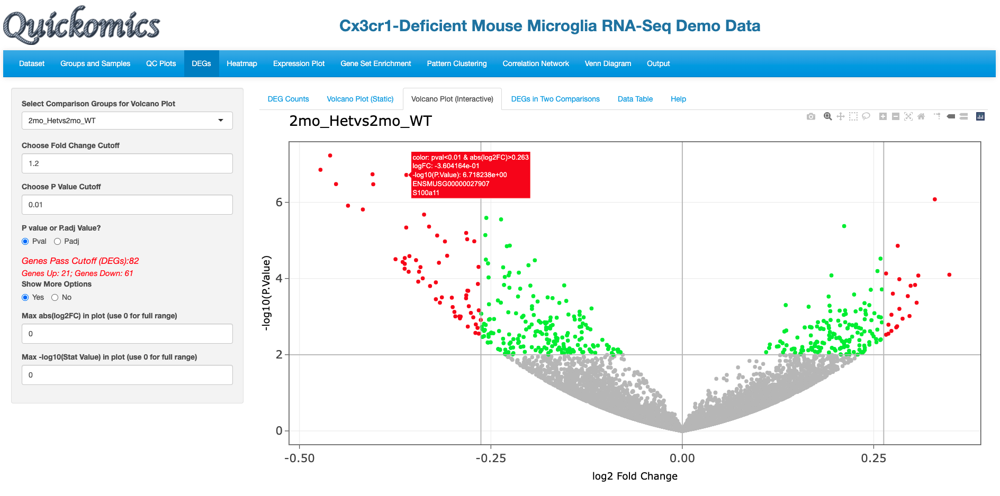 Quickomics
Cx3cr1-Deficient Mouse Microglia RNA-Seq Demo Data
Dataset Groups and Samples QC Plots DEGs Heatmap Expression Plot Gene Set Enrichment Pattern Clustering Correlation Network Venn Diagram Output
Select Comparison Groups for Volcano Plot
2mo_Hetvs2mo_WT
Choose Fold Change Cutoff
1.2
Choose P Value Cutoff
0.01
P value or P.adj Value?
Pval Padj
Genes Pass Cutoff (DEGs):82
Genes Up: 21; Genes Down: 61
Show More Options
Yes No
Max abs(log2FC) in plot (use 0 for full range)
0
Max -log10(Stat Value) in plot (use 0 for full range)
0
DEG Counts Volcano Plot (Static) Volcano Plot (Interactive) DEGs in Two Comparisons Data Table Help
2mo_Hetvs2mo_WT
color: pval<0.01 & abs(log2FC)>0.263
logFC: -3.604164e-01
-log10(P.Value): 6.718238e+00
ENSMUSG00000027907
S100a11
-log10(P.Value)
6
4
2
0
-0.50 -0.25 0.00 0.25
log2 Fold Change